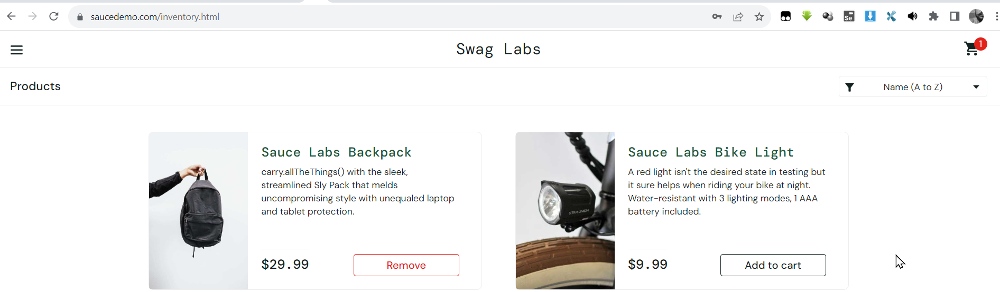 saucedemo.com/inventory.html
Se
Swag Labs
1
Products
Name (A to Z)
Sauce Labs Backpack
carry.allTheThings() with the sleek,
streamlined Sly Pack that melds
uncompromising style with unequaled laptop
and tablet protection.
$29.99
Remove
Sauce Labs Bike Light
A red light isn't the desired state in testing but
it sure helps when riding your bike at night.
Water-resistant with 3 lighting modes, 1 AAA
battery included.
STAR UNION
$9.99
Add to cart